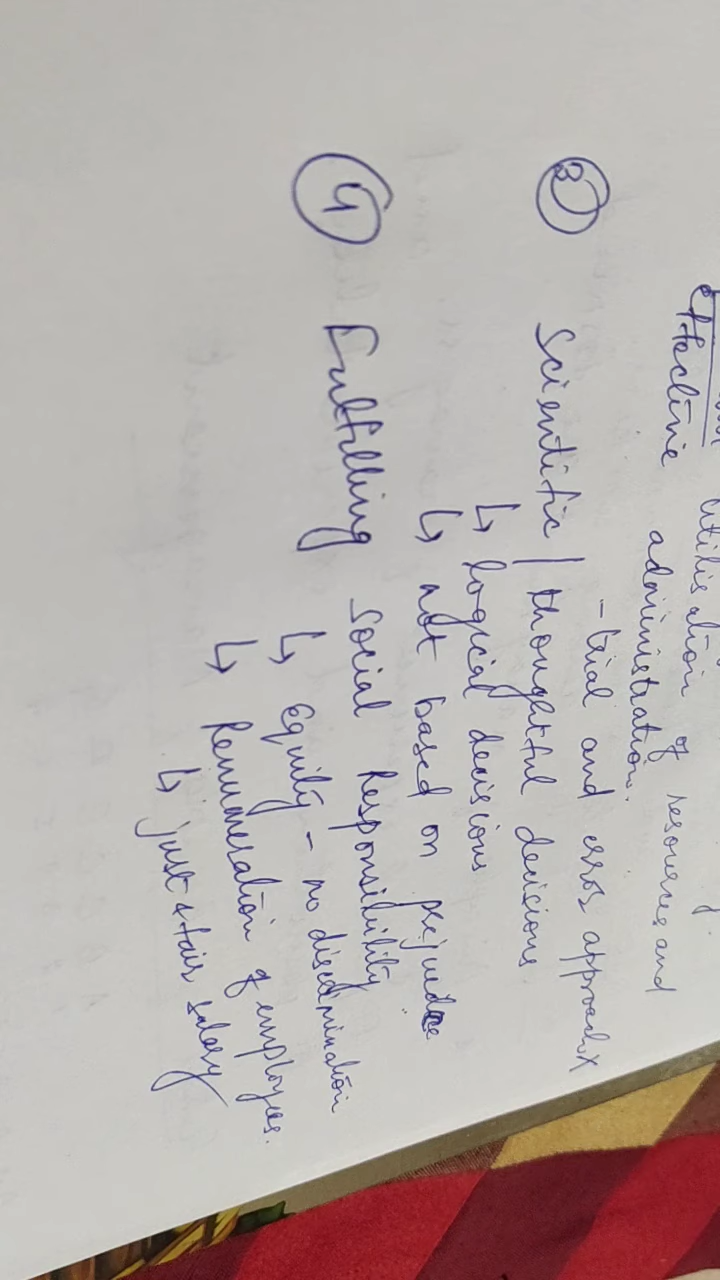 utilisation of resources and
effective administration.
- trial and error approach X
③ Scientific / thoughtful decisions
↳ logical decisions
↳ not based on prejudice
④ Fulfilling Social Responsibility
↳ Equity - no discrimination
↳ Remuneration of employees.
↳ just & fair salary